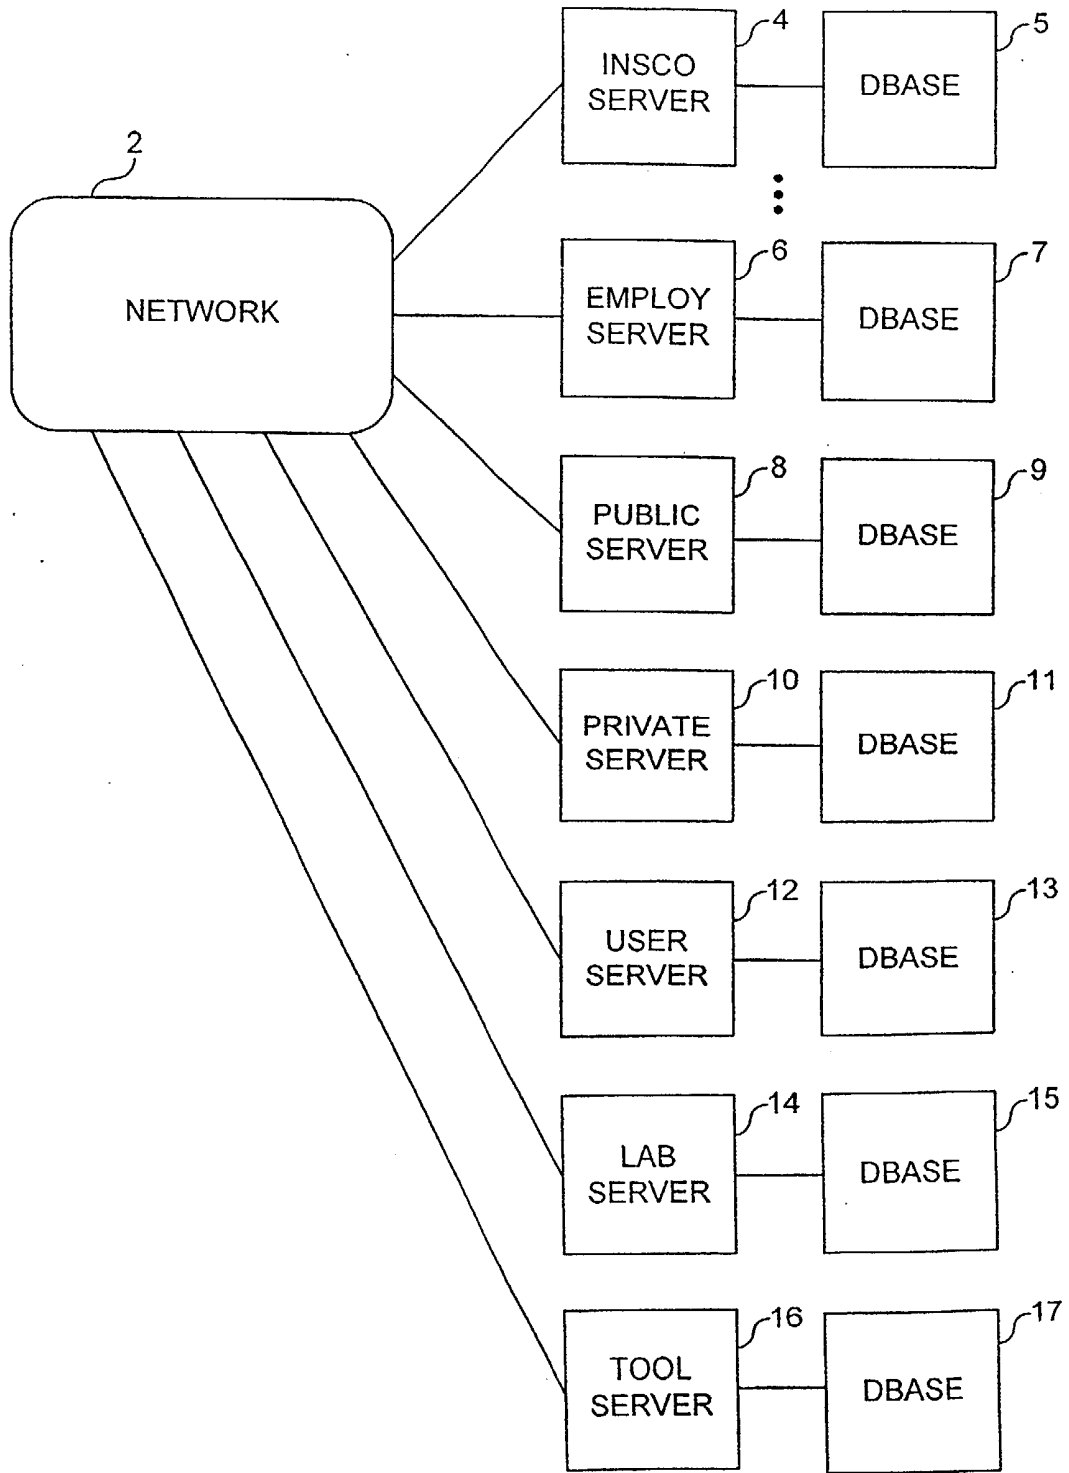 4
5
INSCO
SERVER
DBASE
2
NETWORK
6
7
EMPLOY
SERVER
DBASE
8
9
PUBLIC
SERVER
DBASE
10
11
PRIVATE
SERVER
DBASE
12
13
USER
SERVER
DBASE
14
15
LAB
SERVER
DBASE
16
17
TOOL
SERVER
DBASE